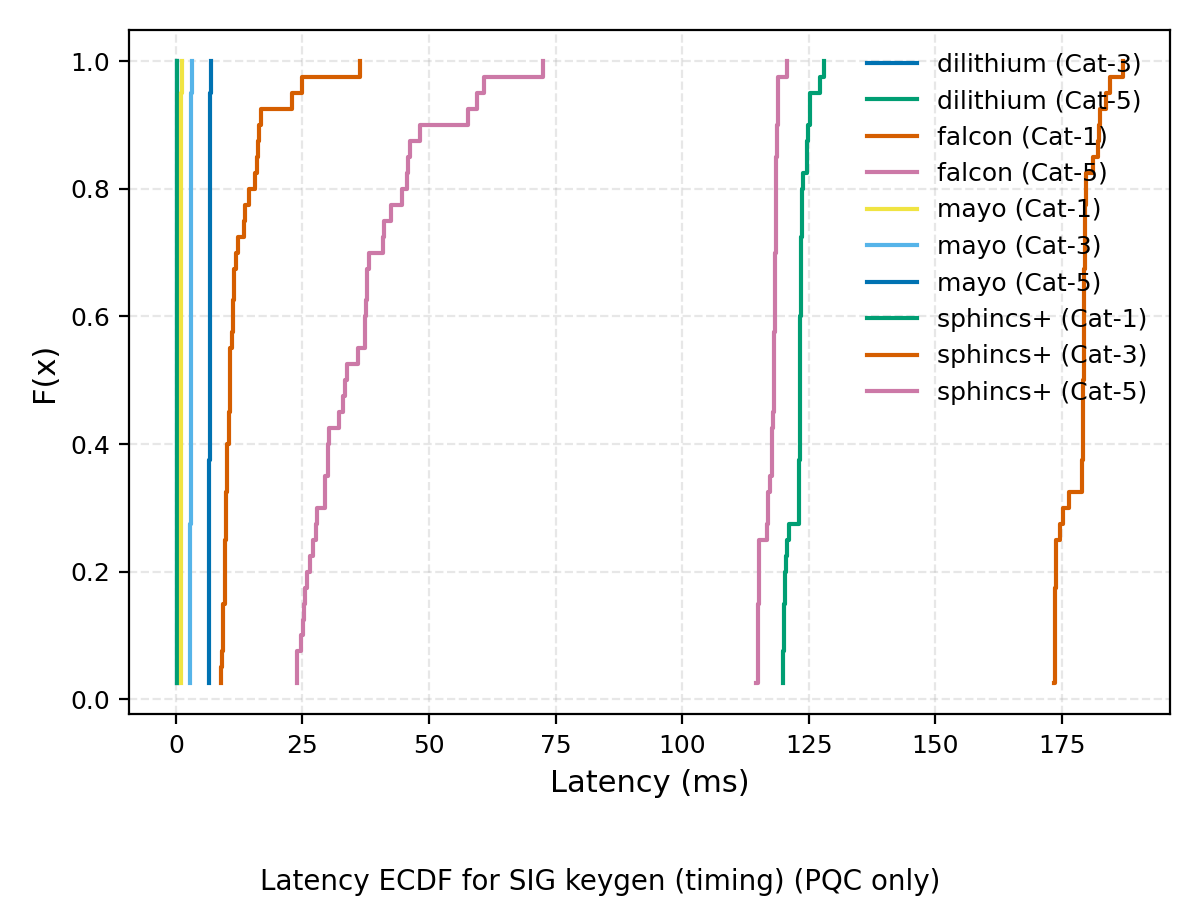 1.0
0.8
0.6
0.4
0.2
0.0
F(x)
0
25
50
75
100
125
150
175
Latency (ms)
dilithium (Cat-3)
dilithium (Cat-5)
falcon (Cat-1)
falcon (Cat-5)
mayo (Cat-1)
mayo (Cat-3)
mayo (Cat-5)
sphincs+ (Cat-1)
sphincs+ (Cat-3)
sphincs+ (Cat-5)
Latency ECDF for SIG keygen (timing) (PQC only)